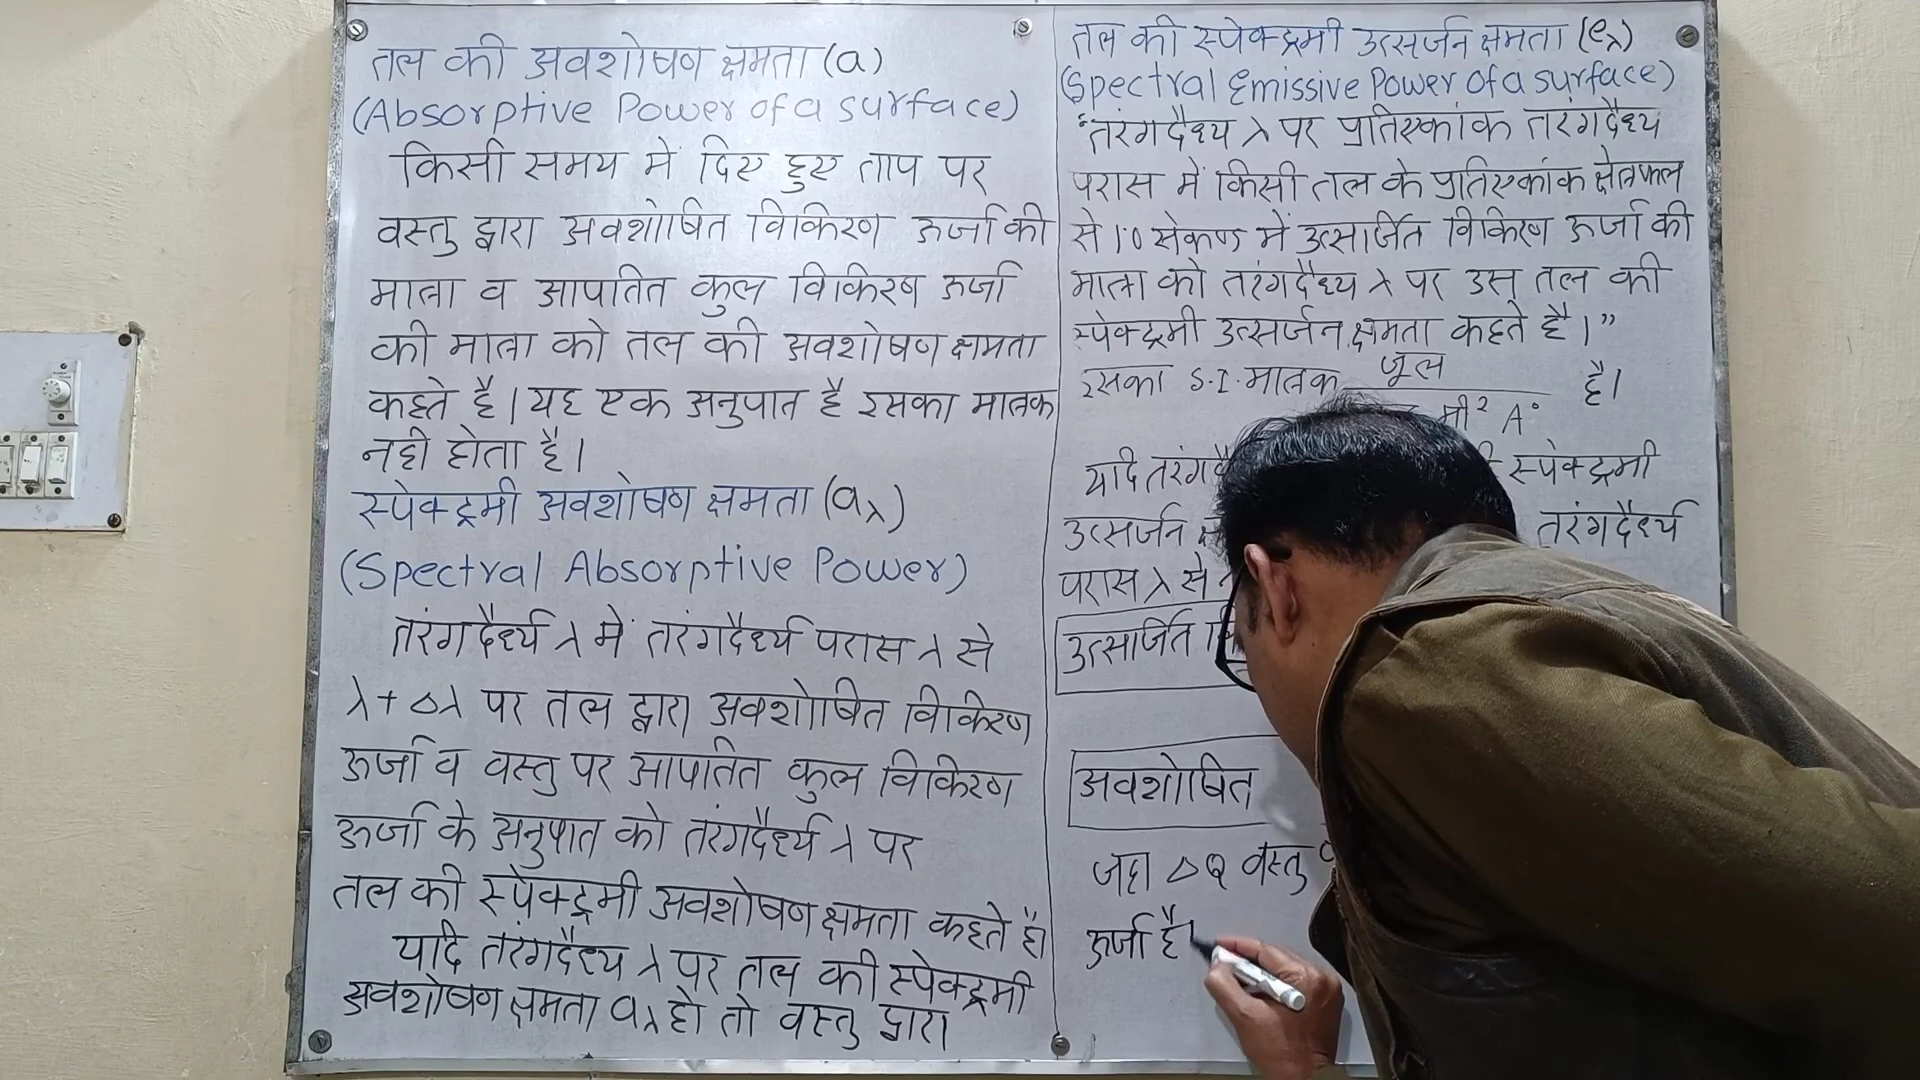 तल की अवशोषण क्षमता (a)
(Absorptive Power of a surface)
किसी समय में दिए हुए ताप पर
वस्तु द्वारा अवशोषित विकिरण ऊर्जा की
मात्रा व आपतित कुल विकिरण ऊर्जा
की मात्रा को तल की अवशोषण क्षमता
कहते है। यह एक अनुपात है इसका मात्रक
नही होता है।
स्पेक्ट्रमी अवशोषण क्षमता (aλ)
(Spectral Absorptive Power)
तरंगदैर्ध्य λ में तरंगदैर्ध्य परास λ से
λ + Δλ पर तल द्वारा अवशोषित विकिरण
ऊर्जा व वस्तु पर आपतित कुल विकिरण
ऊर्जा के अनुपात को तरंगदैर्ध्य λ पर
तल की स्पेक्ट्रमी अवशोषण क्षमता कहते है।
यदि तरंगदैध्य λ पर तल की स्पेक्ट्रमी
अवशोषण क्षमता aλ हो तो वस्तु द्वारा
तल की स्पेक्ट्रमी उत्सर्जन क्षमता (eλ)
(Spectral Emissive Power of a surface)
"तरंगदैध्य λ पर प्रतिएकांक तरंगदैध्य
परास में किसी तल के प्रतिएकांक क्षेत्रफल
से 1.0 सेकण्ड में उत्सर्जित विकिरण ऊर्जा की
मात्रा को तरंगदैध्य λ पर उस तल की
स्पेक्ट्रमी उत्सर्जन क्षमता कहते है।"
इसका S.I. मात्रक जूल है।
मी² A°
यदि स्पेक्ट्रमी
उत्सर्जन तरंगदैर्ध्य
परास λ से
उत्सर्जित
अवशोषित
जहा ΔQ वस्तु
ऊर्जा है।